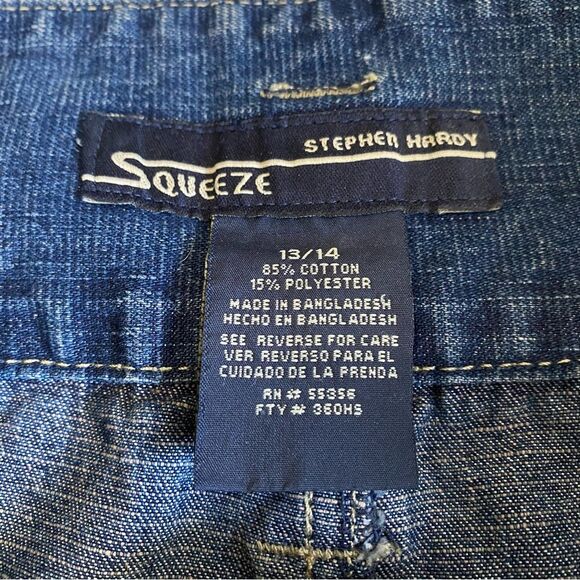 STEPHEN HARDY
SQUEEZE
13/14
85% COTTON
15% POLYESTER
MADE IN BANGLADESH
HECHO EN BANGLADESH
SEE REVERSE FOR CARE
VER REVERSO PARA EL
CUIDADO DE LA PRENDA
RN# 55356
FTY# 360HS